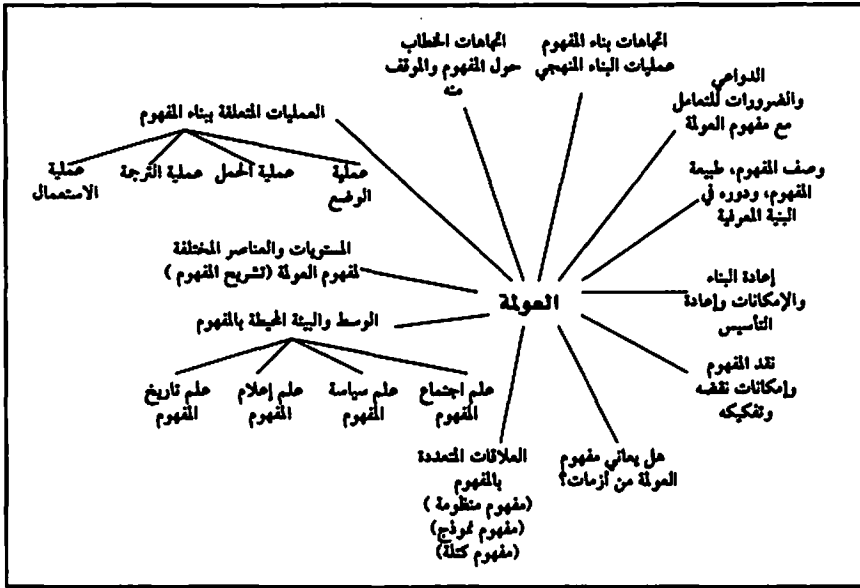 اتجاهات بناء المفهوم
عمليات البناء المنهجي
اتجاهات الخطاب
حول المفهوم والموقف
منه
الدواعي
والضرورات للتعامل
مع مفهوم العولمة
العمليات المتعلقة ببناء المفهوم
عملية
الوضع
عملية الحمل
عملية الترجمة
عملية
الاستعمال
وصف المفهوم، طبيعة
المفهوم، ودوره في
البنية المعرفية
المستويات والعناصر المختلفة
لمفهوم العولمة (تشريح المفهوم )
إعادة البناء
والإمكانات وإعادة
التأسيس
العولمة
الوسط والبيئة المحيطة بالمفهوم
علم اجتماع
المفهوم
علم سياسة
المفهوم
علم إعلام
المفهوم
علم تاريخ
المفهوم
نقد المفهوم
وإمكانات نقضه
وتفكيكه
هل يعاني مفهوم
العولمة من أزمات؟
العلاقات المتعددة
بالمفهوم
(مفهوم منظومة )
(مفهوم نموذج)
(مفهوم كتلة)